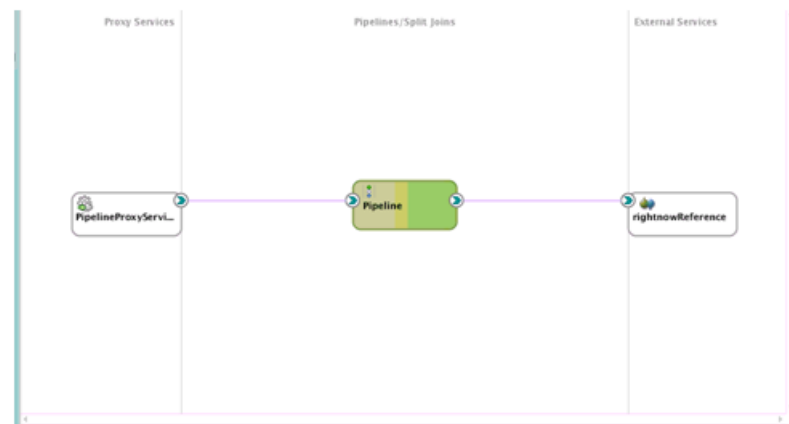 Proxy Services
Pipelines/Split Joins
External Services
PipelineProxyServi...
Pipeline
rightnowReference